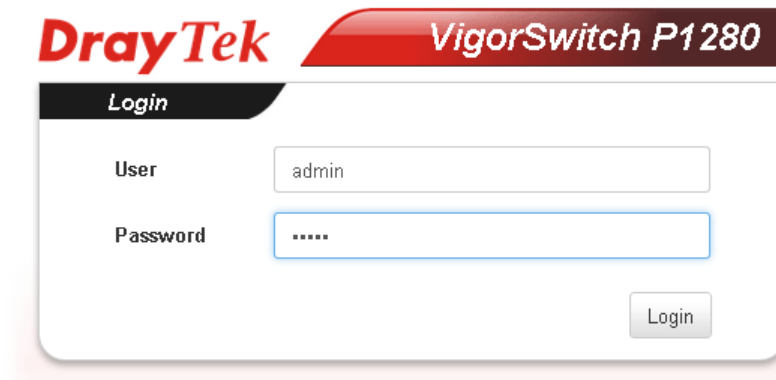 DrayTek VigorSwitch P1280
Login
User admin
Password •••••
Login